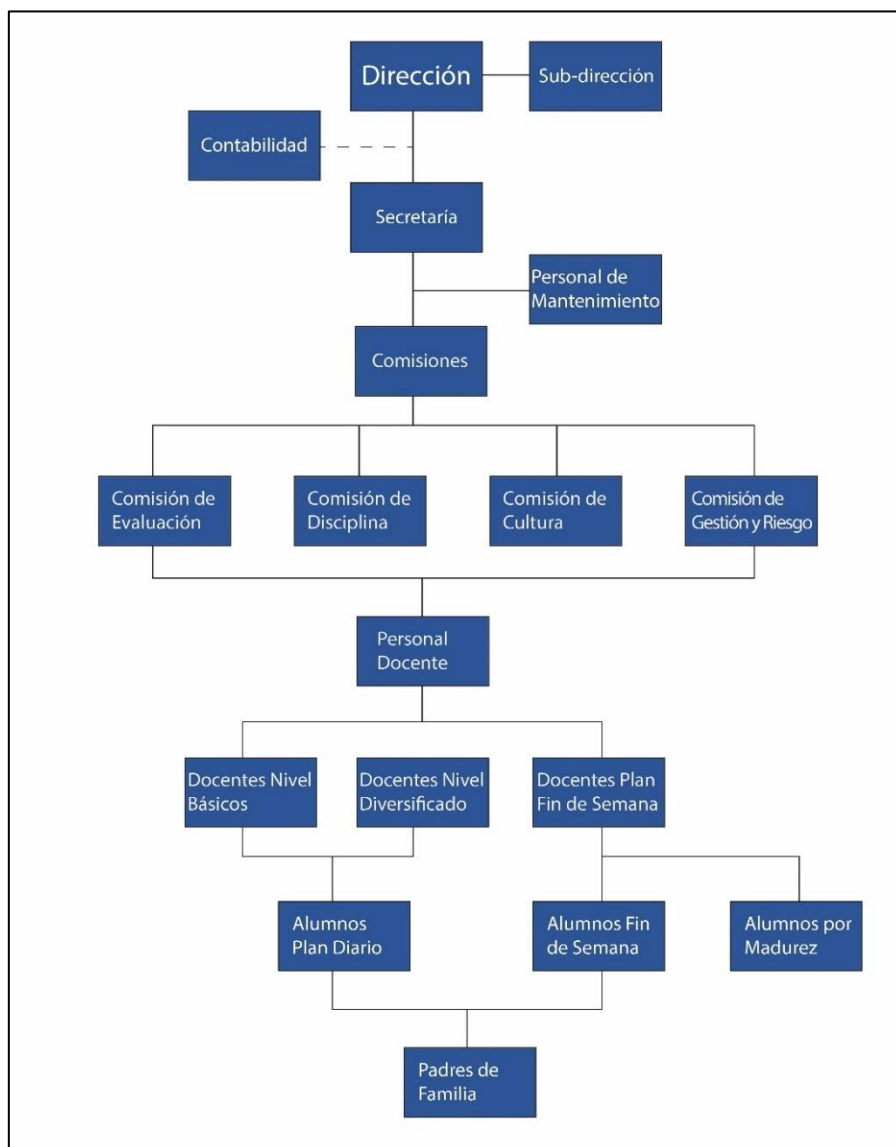 Dirección
Sub-dirección
Contabilidad
Secretaría
Personal de
Mantenimiento
Comisiones
Comisión de
Evaluación
Comisión de
Disciplina
Comisión de
Cultura
Comisión de
Gestión y Riesgo
Personal
Docente
Docentes Nivel
Básicos
Docentes Nivel
Diversificado
Docentes Plan
Fin de Semana
Alumnos
Plan Diario
Alumnos Fin
de Semana
Alumnos por
Madurez
Padres de
Familia